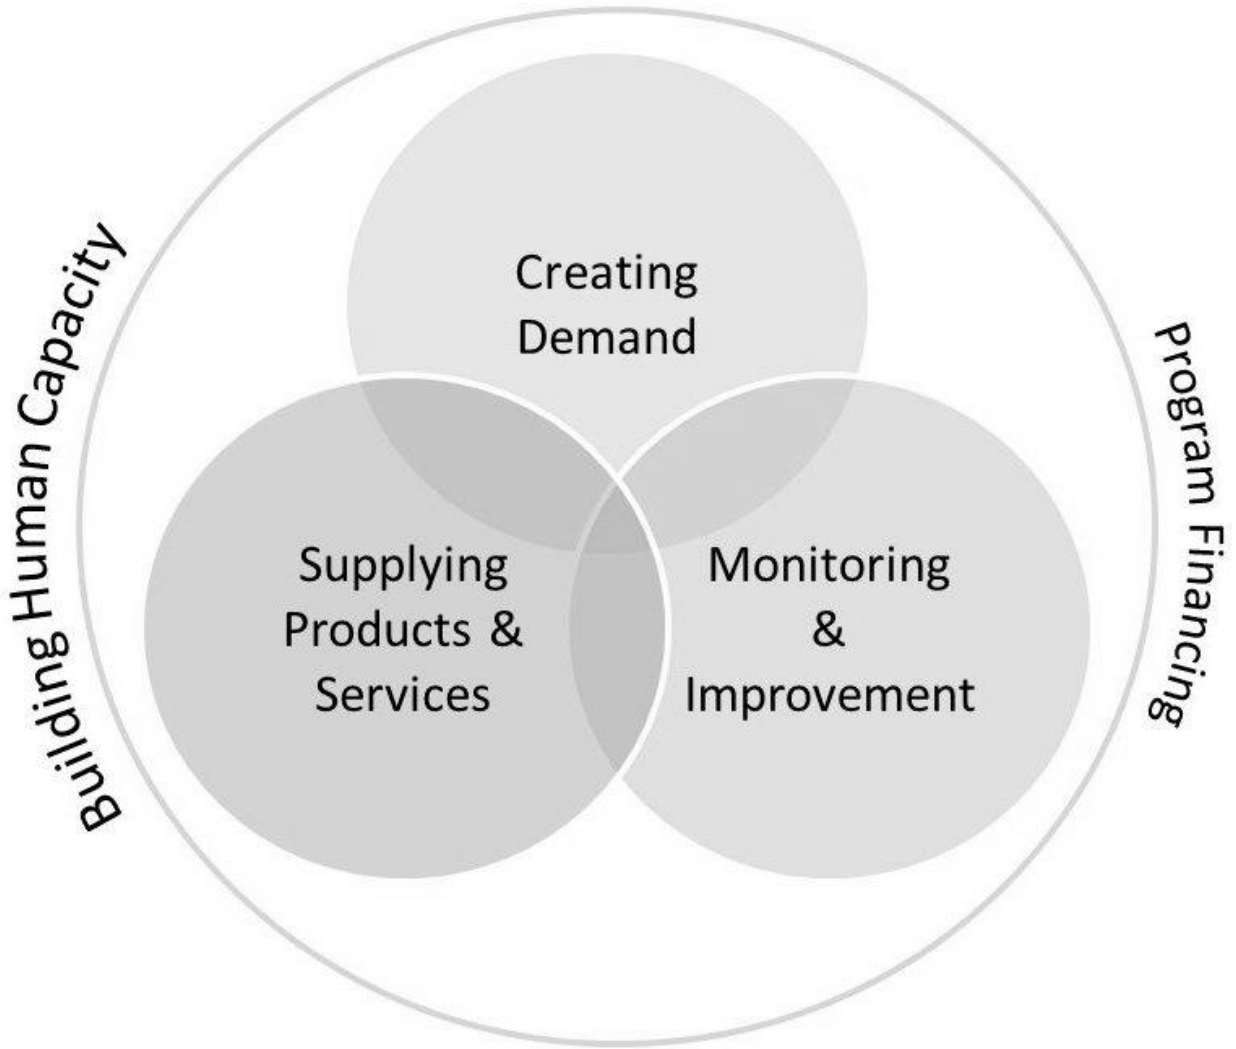 Creating
Demand
Building Human Capacity
Program Financing
Supplying
Products &
Services
Monitoring
&
Improvement